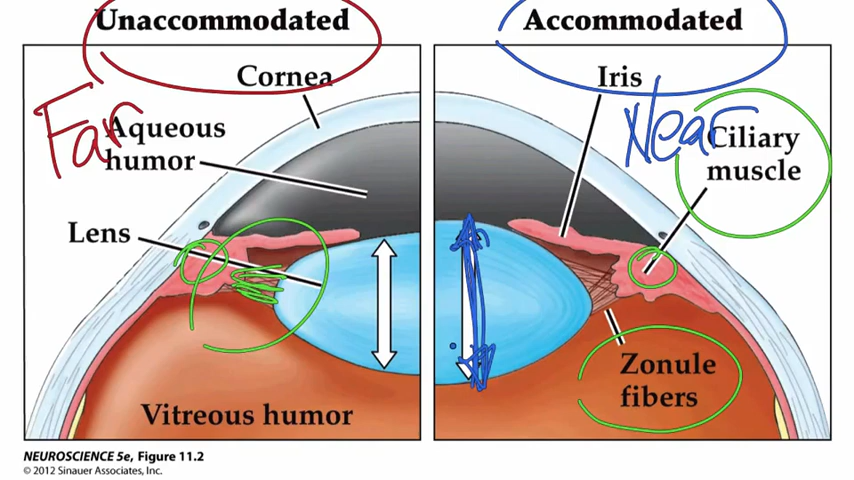 Unaccommodated
Accommodated
Cornea
Iris
Far
Near
Aqueous
humor
Ciliary
muscle
Lens
Zonule
fibers
Vitreous humor
NEUROSCIENCE 5e, Figure 11.2
© 2012 Sinauer Associates, Inc.